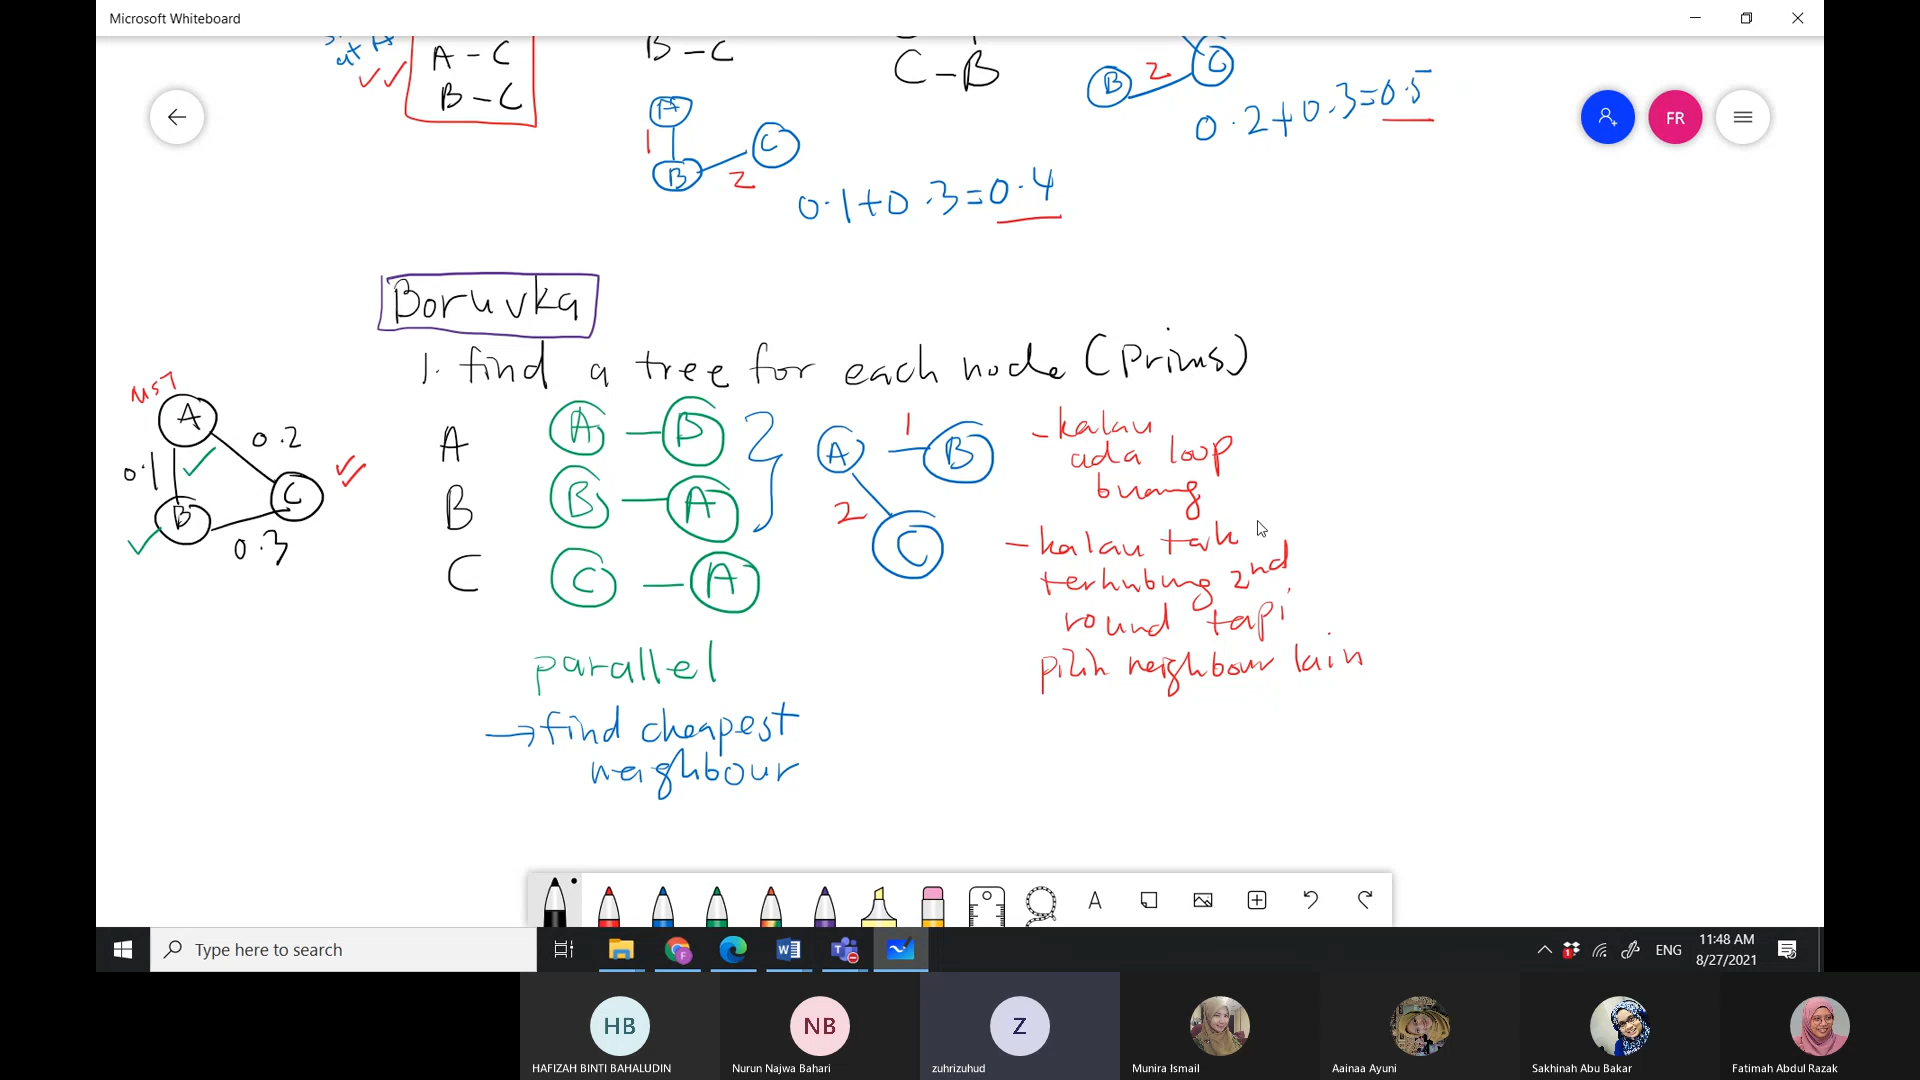 Microsoft Whiteboard
A - C
B - C
B - C
C - B
A
1
B
C
2
0.1+0.3=0.4
B
2
C
0.2+0.3=0.5
FR
Boruvka
1. find a tree for each node (Prims)
MST
A
0.2
0.1
C
B
0.3
A
A - B
B
B - A
C
C - A
A
1
B
2
C
- kalau
ada loop
buang
- kalau tak
terhubung 2nd
round tapi
pilih neighbour lain
parallel
→ find cheapest
neighbour
A
Type here to search
ENG
11:48 AM
8/27/2021
HB
HAFIZAH BINTI BAHALUDIN
NB
Nurun Najwa Bahari
Z
zuhrizuhud
Munira Ismail
Aainaa Ayuni
Sakhinah Abu Bakar
Fatimah Abdul Razak